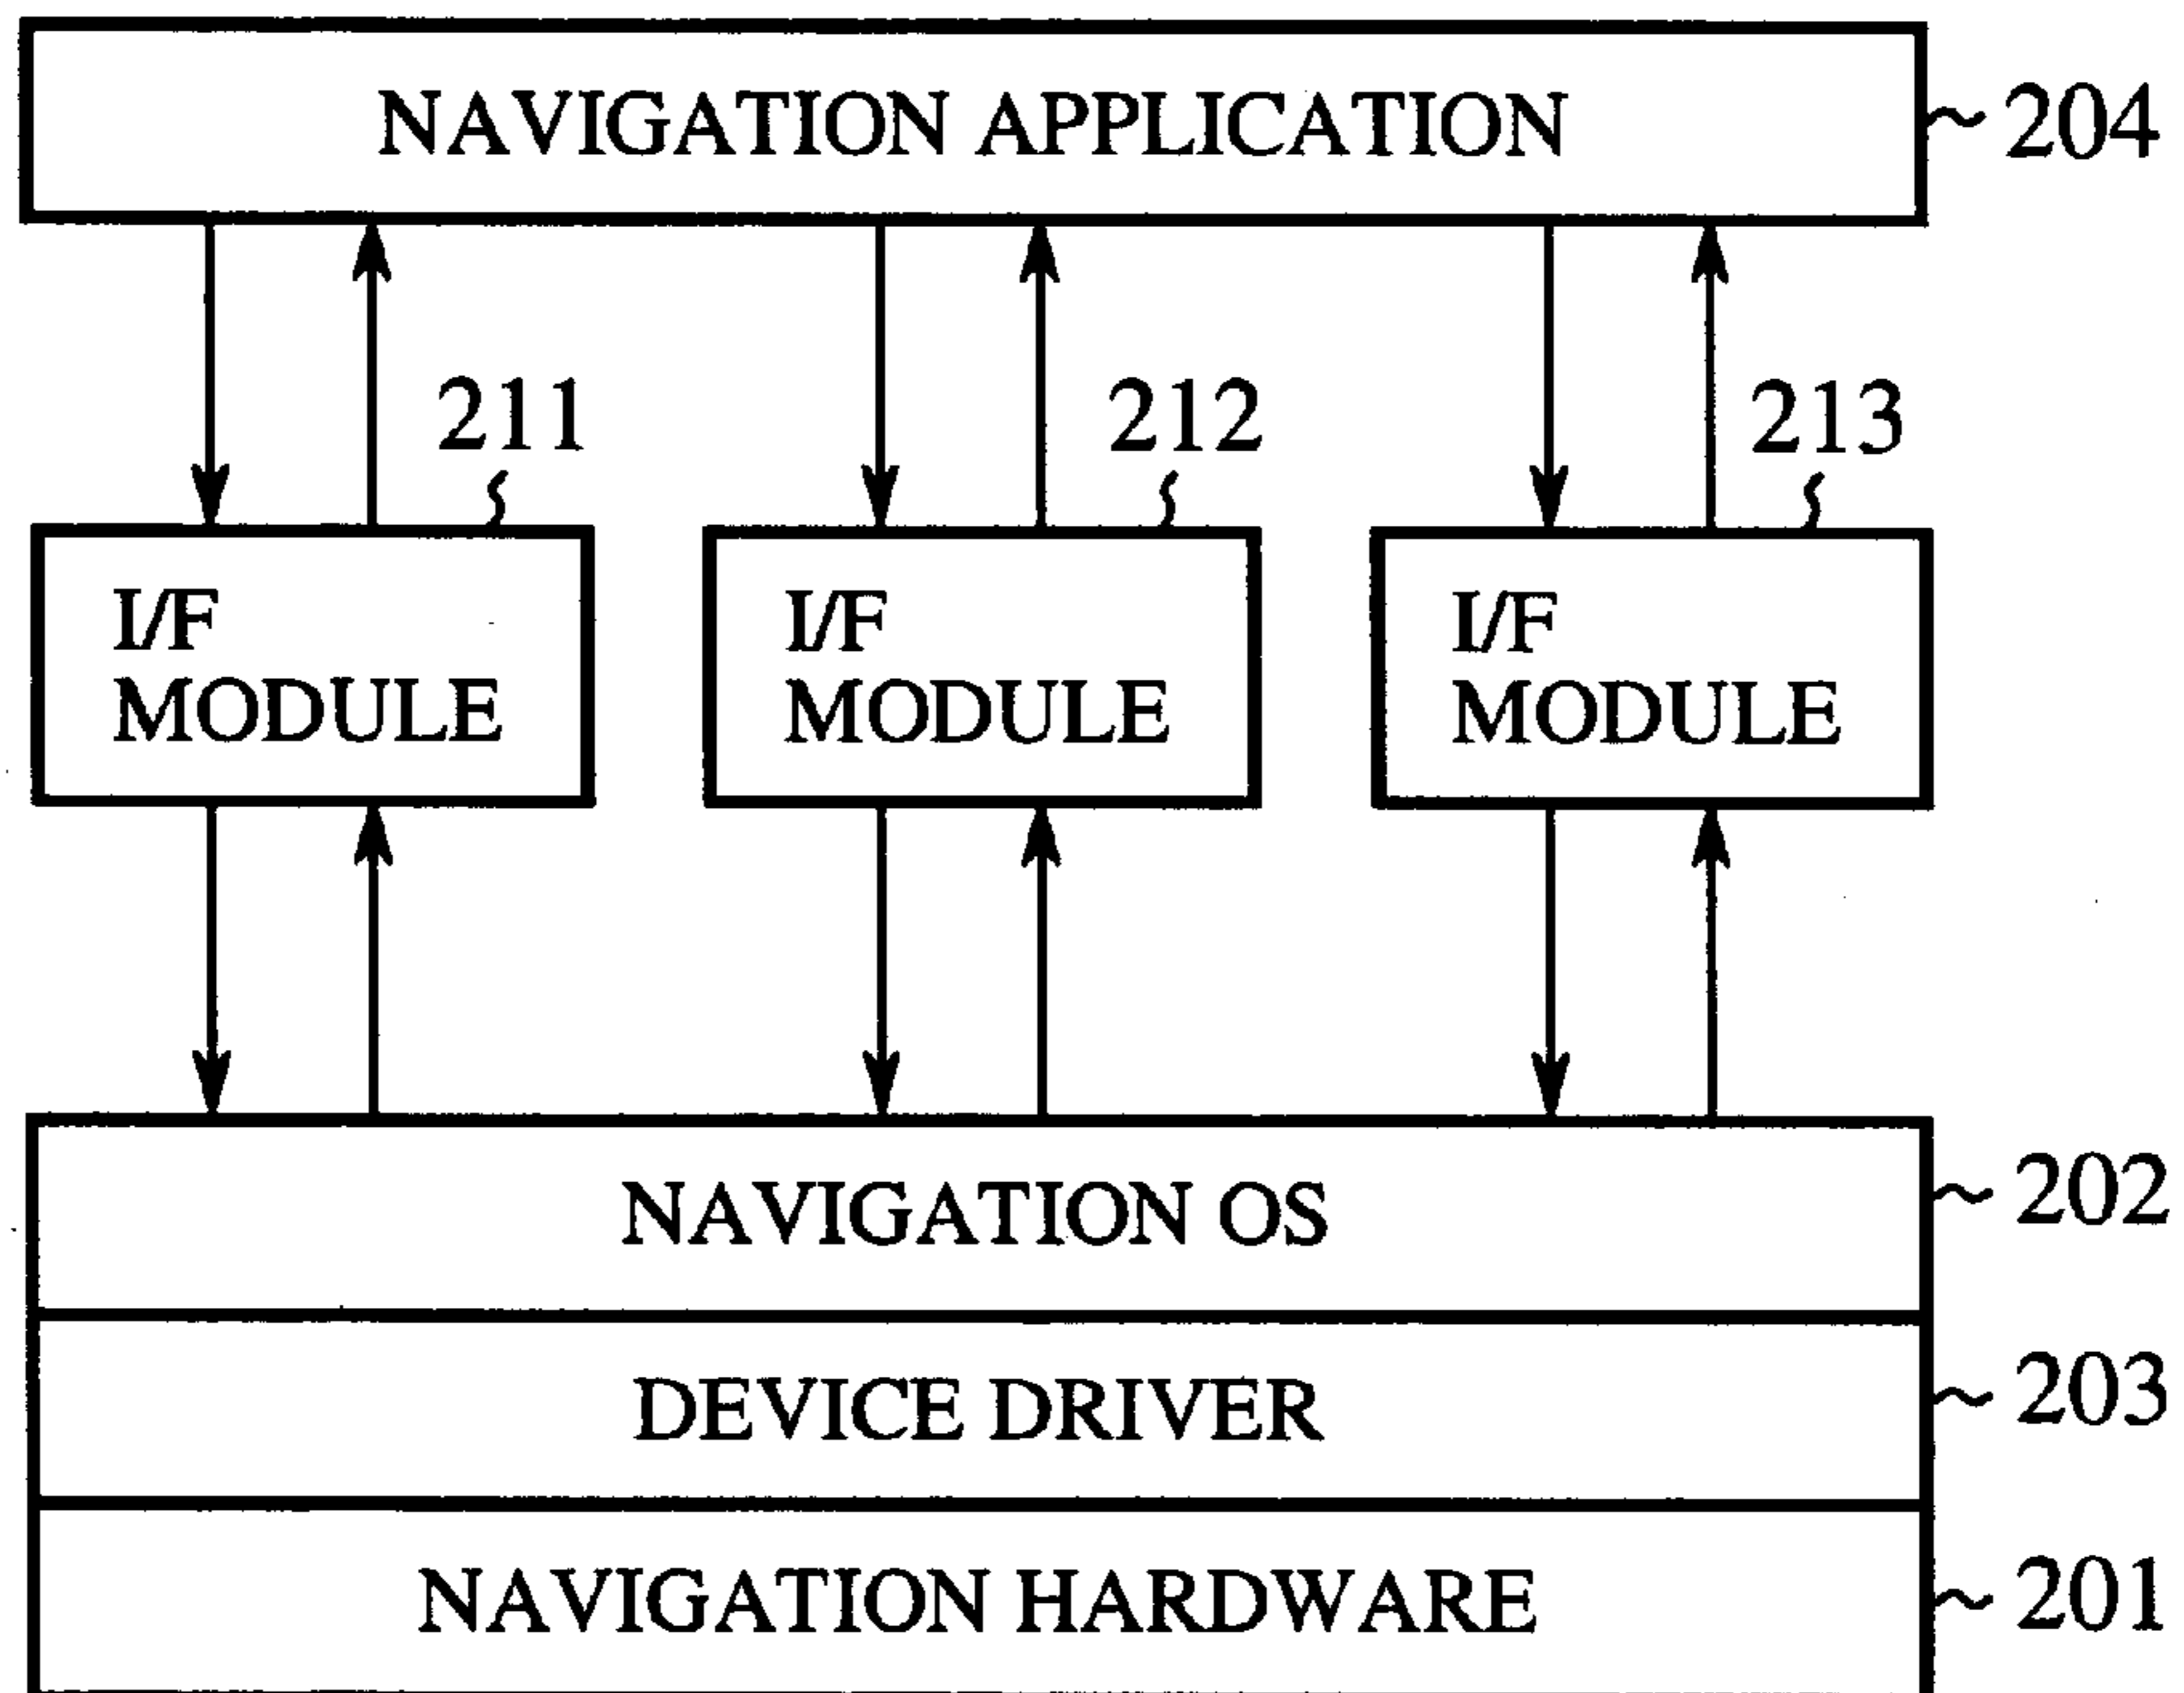 NAVIGATION APPLICATION 204
211 212 213
I/F MODULE
I/F MODULE
I/F MODULE
NAVIGATION OS 202
DEVICE DRIVER 203
NAVIGATION HARDWARE 201